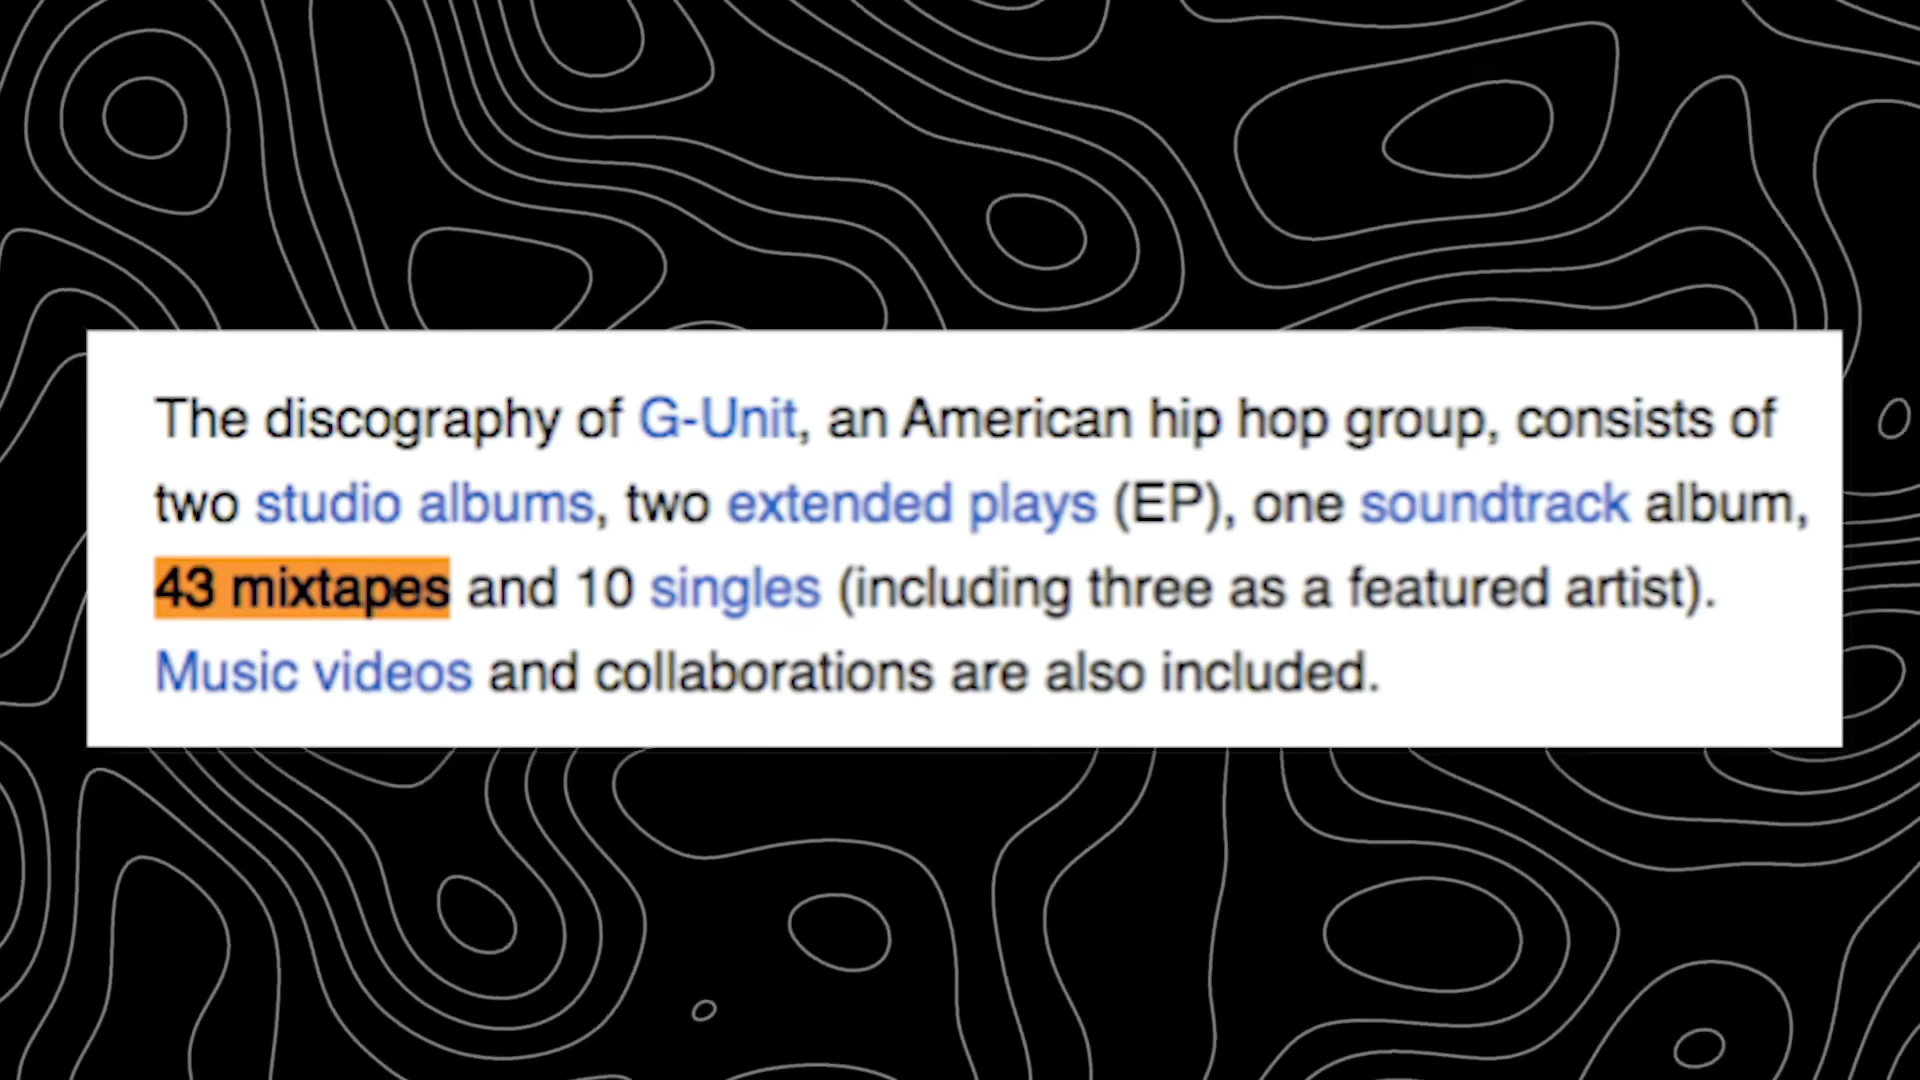 The discography of G-Unit, an American hip hop group, consists of
two studio albums, two extended plays (EP), one soundtrack album,
43 mixtapes and 10 singles (including three as a featured artist).
Music videos and collaborations are also included.